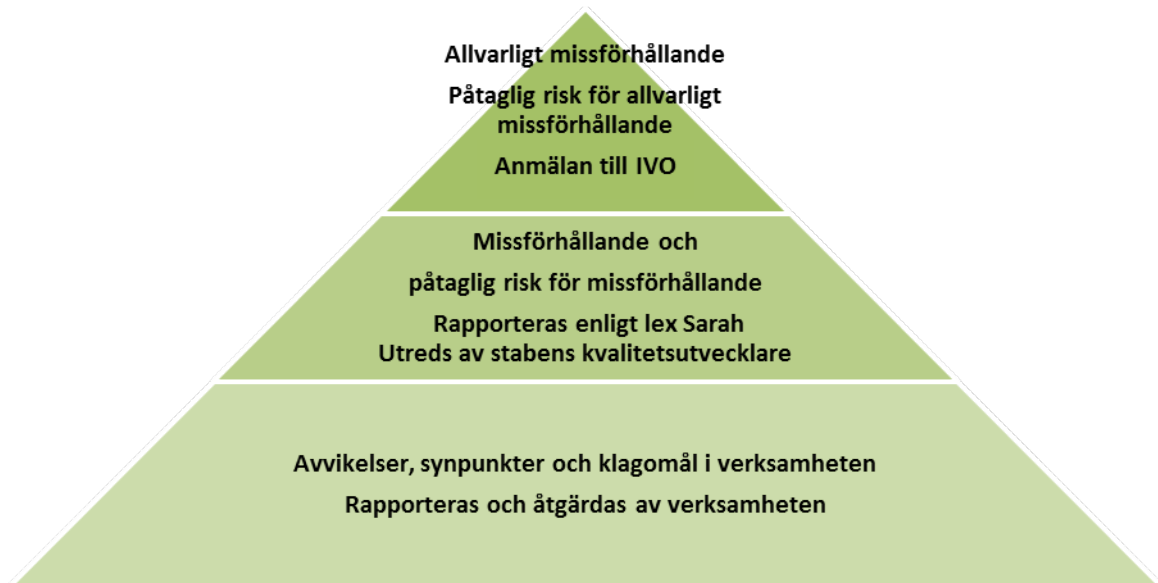 Allvarligt missförhållande
Påtaglig risk för allvarligt
missförhållande
Anmälan till IVO
Missförhållande och
påtaglig risk för missförhållande
Rapporteras enligt lex Sarah
Utreds av stabens kvalitetsutvecklare
Avvikelser, synpunkter och klagomål i verksamheten
Rapporteras och åtgärdas av verksamheten